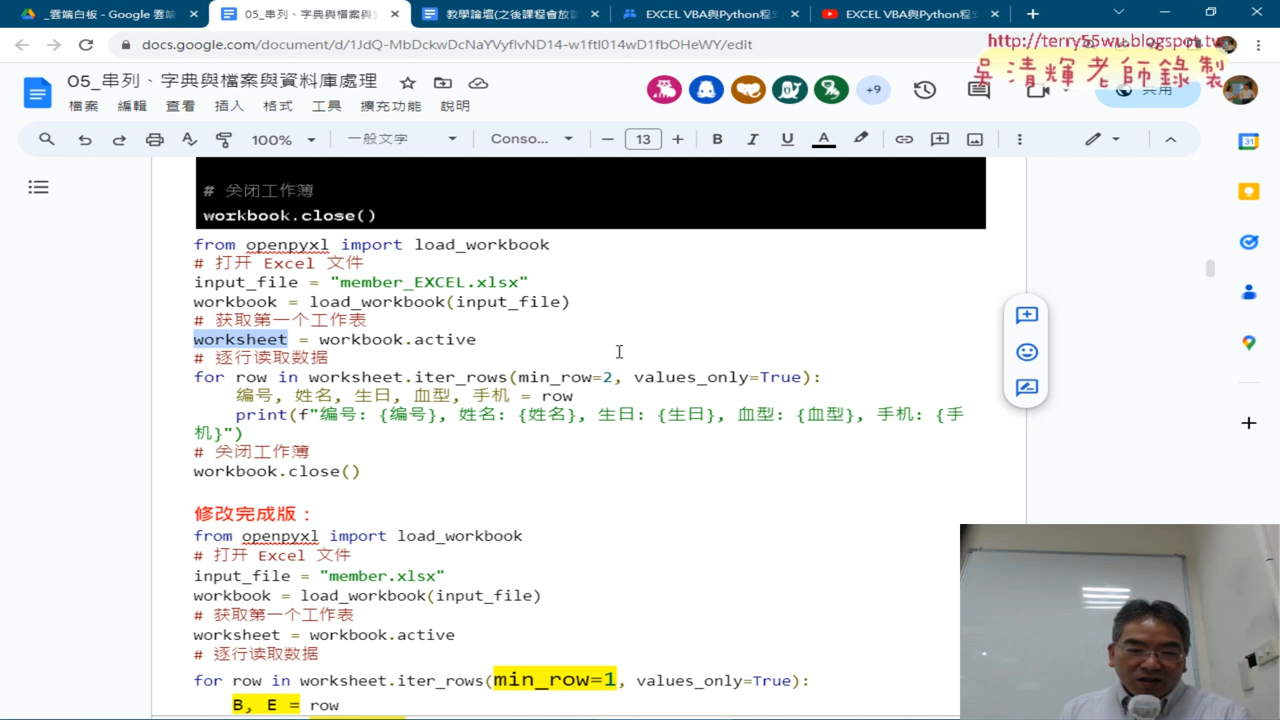 _雲端白板 - Google 雲端
05_串列、字典與檔案與資
教學論壇(之後課程會放
EXCEL VBA與Python程
EXCEL VBA與Python程
docs.google.com/document/d/1JdQ-MbDckwDcNaYVyflvND14-w1ftl014wD1fbOHeWY/edit
http://terry55wu.blogspot.tw
吳清輝老師錄製
05_串列、字典與檔案與資料庫處理
檔案 編輯 查看 插入 格式 工具 擴充功能 說明
+9
共用
100% 一般文字 Conso... 13 B I U A
31
# 关闭工作簿
workbook.close()
from openpyxl import load_workbook
# 打开 Excel 文件
input_file = "member_EXCEL.xlsx"
workbook = load_workbook(input_file)
# 获取第一个工作表
worksheet = workbook.active
# 逐行读取数据
for row in worksheet.iter_rows(min_row=2, values_only=True):
编号, 姓名, 生日, 血型, 手机 = row
print(f"编号: {编号}, 姓名: {姓名}, 生日: {生日}, 血型: {血型}, 手机: {手
机}")
# 关闭工作簿
workbook.close()
修改完成版：
from openpyxl import load_workbook
# 打开 Excel 文件
input_file = "member.xlsx"
workbook = load_workbook(input_file)
# 获取第一个工作表
worksheet = workbook.active
# 逐行读取数据
for row in worksheet.iter_rows(min_row=1, values_only=True):
B, E = row